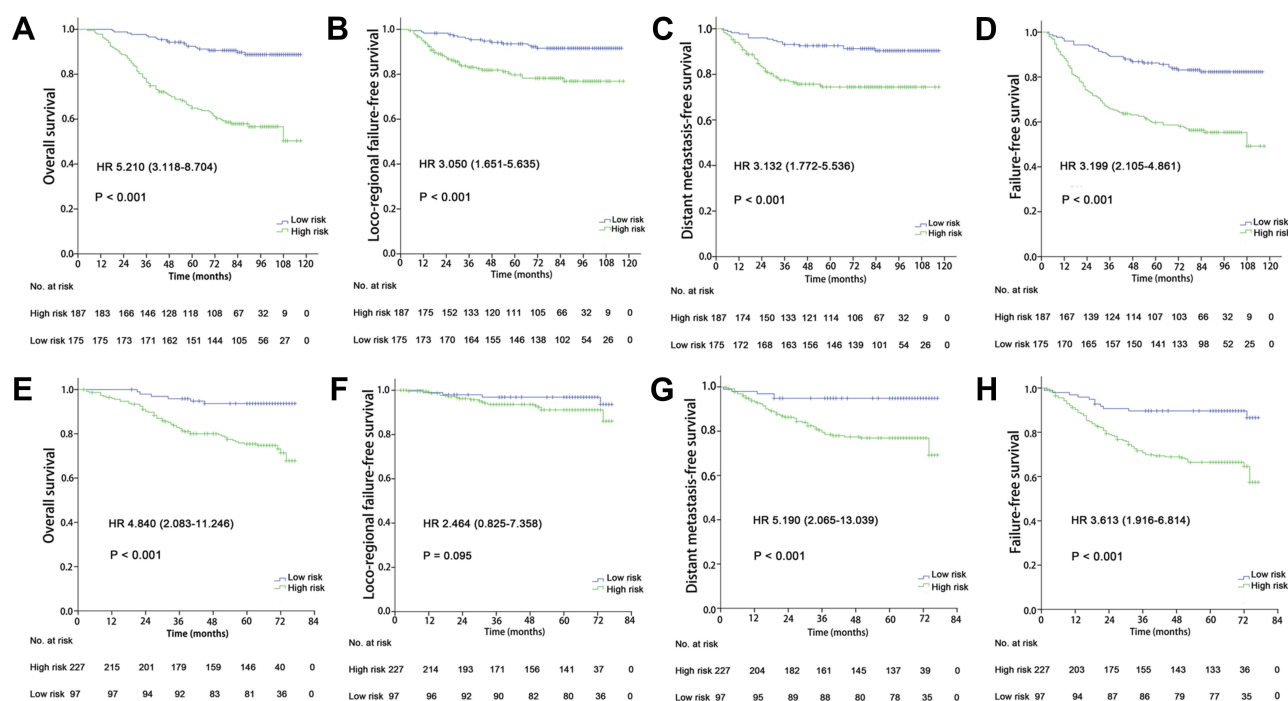 A
Overall survival
1.0
0.8
0.6
0.4
0.2
0.0
HR 5.210 (3.118-8.704)
P < 0.001
Low risk
High risk
0 12 24 36 48 60 72 84 96 108 120
Time (months)
No. at risk
High risk 187 183 166 146 128 118 108 67 32 9 0
Low risk 175 175 173 171 162 151 144 105 56 27 0
B
Loco-regional failure-free survival
1.0
0.8
0.6
0.4
0.2
0.0
HR 3.050 (1.651-5.635)
P < 0.001
Low risk
High risk
0 12 24 36 48 60 72 84 96 108 120
Time (months)
No. at risk
High risk 187 175 152 133 120 111 105 66 32 9 0
Low risk 175 173 170 164 155 146 138 102 54 26 0
C
Distant metastasis-free survival
1.0
0.8
0.6
0.4
0.2
0.0
HR 3.132 (1.772-5.536)
P < 0.001
Low risk
High risk
0 12 24 36 48 60 72 84 96 108 120
Time (months)
No. at risk
High risk 187 174 150 133 121 114 106 67 32 9 0
Low risk 175 172 168 163 156 146 139 101 54 26 0
D
Failure-free survival
1.0
0.8
0.6
0.4
0.2
0.0
HR 3.199 (2.105-4.861)
P < 0.001
Low risk
High risk
0 12 24 36 48 60 72 84 96 108 120
Time (months)
No. at risk
High risk 187 167 139 124 114 107 103 66 32 9 0
Low risk 175 170 165 157 150 141 133 98 52 25 0
E
Overall survival
1.0
0.8
0.6
0.4
0.2
0.0
HR 4.840 (2.083-11.246)
P < 0.001
Low risk
High risk
0 12 24 36 48 60 72 84
Time (months)
No. at risk
High risk 227 215 201 179 159 146 40 0
Low risk 97 97 94 92 83 81 36 0
F
Loco-regional failure-free survival
1.0
0.8
0.6
0.4
0.2
0.0
HR 2.464 (0.825-7.358)
P = 0.095
Low risk
High risk
0 12 24 36 48 60 72 84
Time (months)
No. at risk
High risk 227 214 193 171 156 141 37 0
Low risk 97 96 92 90 82 80 36 0
G
Distant metastasis-free survival
1.0
0.8
0.6
0.4
0.2
0.0
HR 5.190 (2.065-13.039)
P < 0.001
Low risk
High risk
0 12 24 36 48 60 72 84
Time (months)
No. at risk
High risk 227 204 182 161 145 137 39 0
Low risk 97 95 89 88 80 78 35 0
H
Failure-free survival
1.0
0.8
0.6
0.4
0.2
0.0
HR 3.613 (1.916-6.814)
P < 0.001
Low risk
High risk
0 12 24 36 48 60 72 84
Time (months)
No. at risk
High risk 227 203 175 155 143 133 36 0
Low risk 97 94 87 86 79 77 35 0